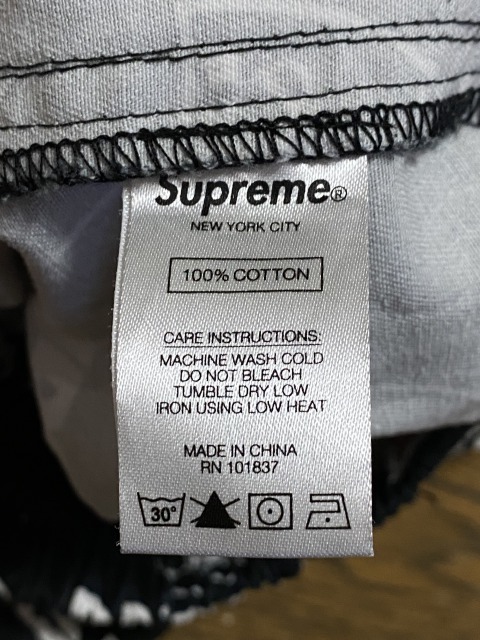 Supreme®
NEW YORK CITY
100% COTTON
CARE INSTRUCTIONS:
MACHINE WASH COLD
DO NOT BLEACH
TUMBLE DRY LOW
IRON USING LOW HEAT
MADE IN CHINA
RN 101837
30°